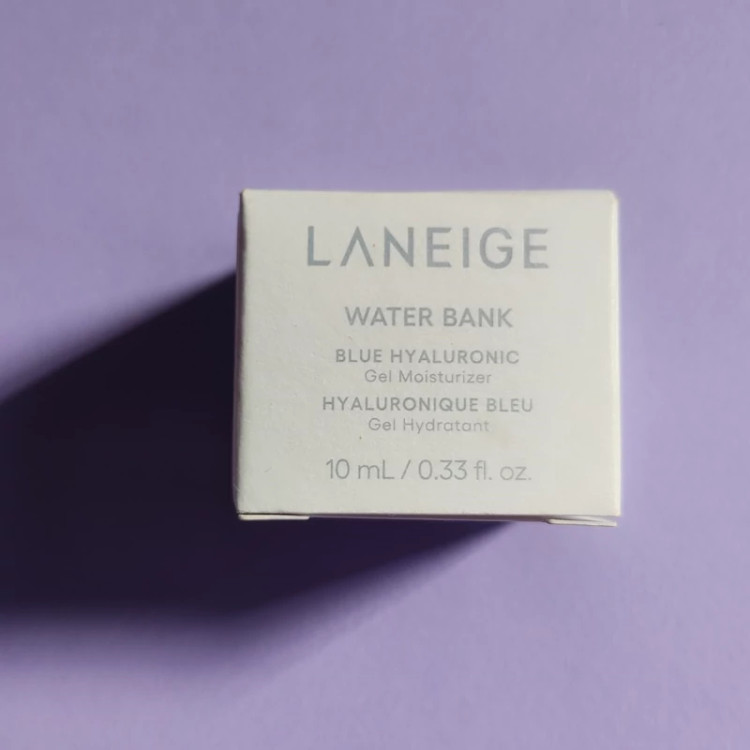 LANEIGE
WATER BANK
BLUE HYALURONIC
Gel Moisturizer
HYALURONIQUE BLEU
Gel Hydratant
10 mL / 0.33 fl. oz.